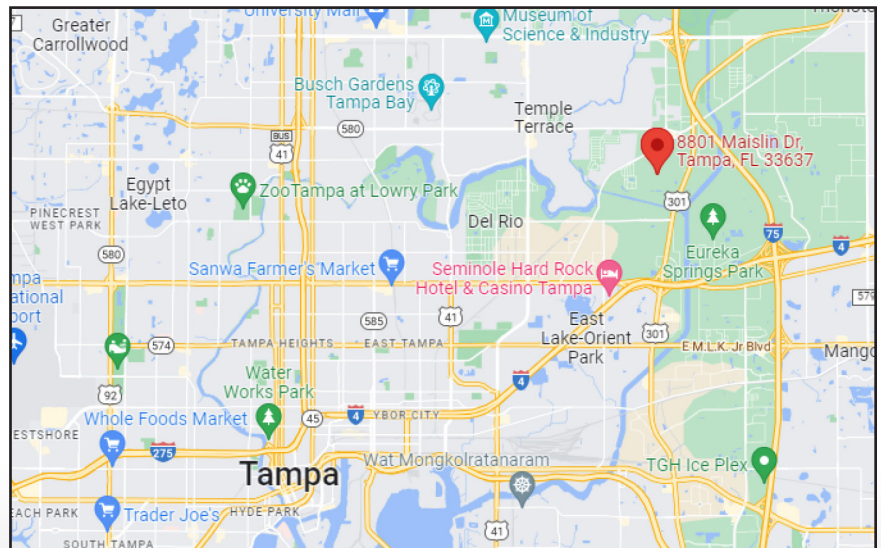 University Mall
Greater
Carrollwood
Museum of
Science & Industry
Busch Gardens
Tampa Bay
Temple
Terrace
580
BUS
41
8801 Maislin Dr,
Tampa, FL 33637
Egypt
Lake-Leto
ZooTampa at Lowry Park
PINECREST
WEST PARK
301
Del Rio
75
4
Eureka
Springs Park
580
Sanwa Farmer's Market
Seminole Hard Rock
Hotel & Casino Tampa
579
585
41
East
Lake-Orient
Park
301
574
TAMPA HEIGHTS
EAST TAMPA
E M.L.K. Jr Blvd
Mango
Water
Works Park
4
92
Whole Foods Market
45
4
YBOR CITY
ESTSHORE
275
Tampa
Wat Mongkolratanaram
TGH Ice Plex
EACH PARK
Trader Joe's
HYDE PARK
41
SOUTH TAMPA